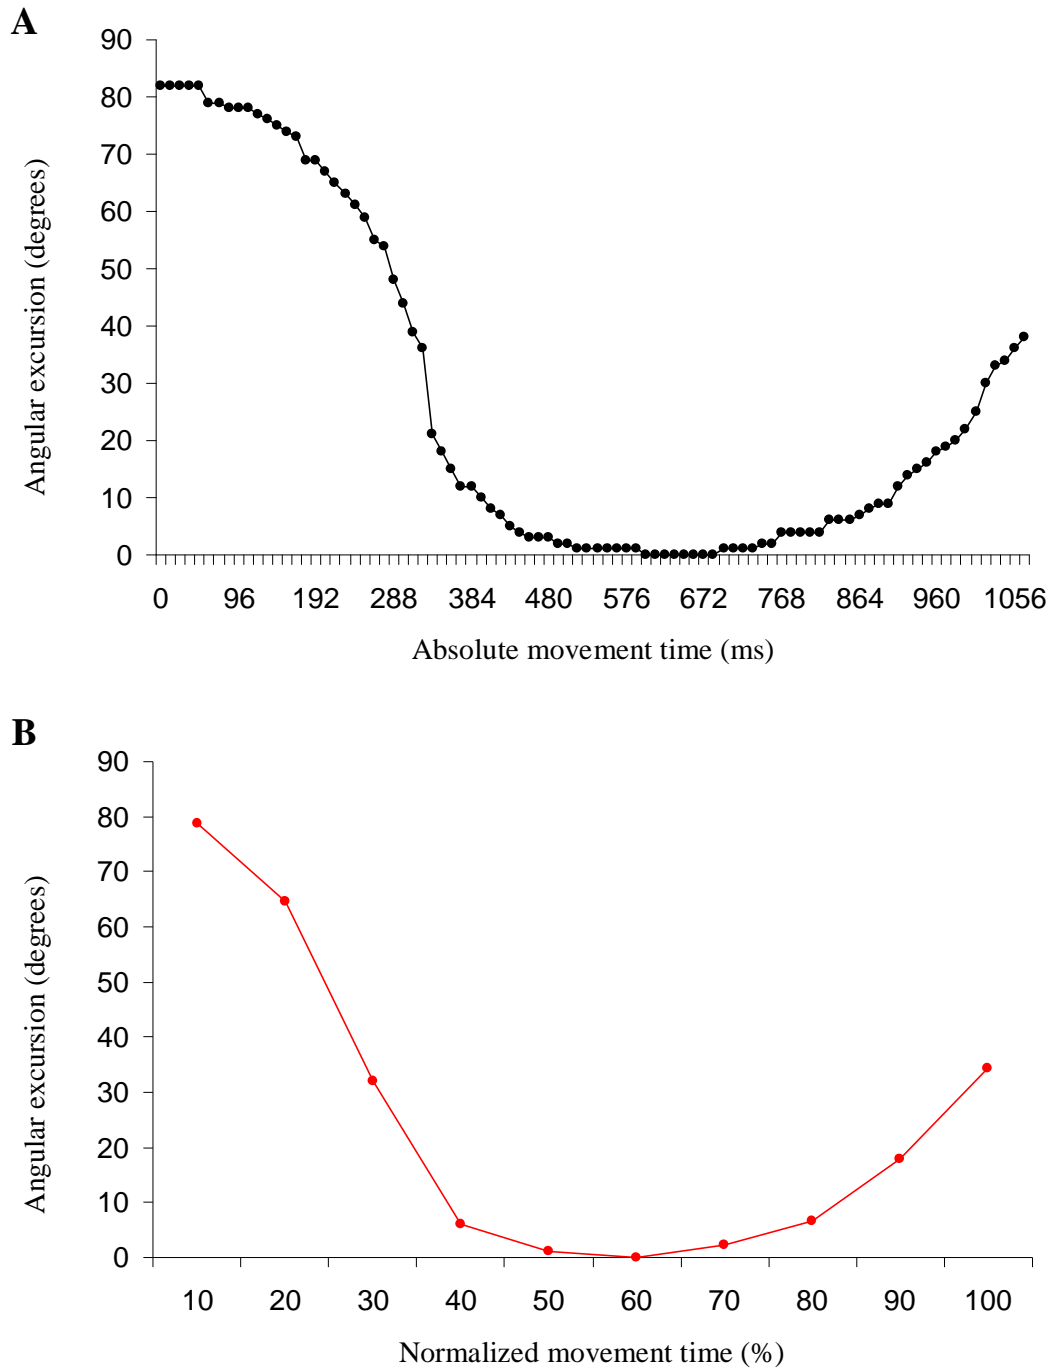 A
90
80
70
60
50
40
30
20
10
0
Angular excursion (degrees)
0 96 192 288 384 480 576 672 768 864 960 1056
Absolute movement time (ms)
B
90
80
70
60
50
40
30
20
10
0
Angular excursion (degrees)
10 20 30 40 50 60 70 80 90 100
Normalized movement time (%)